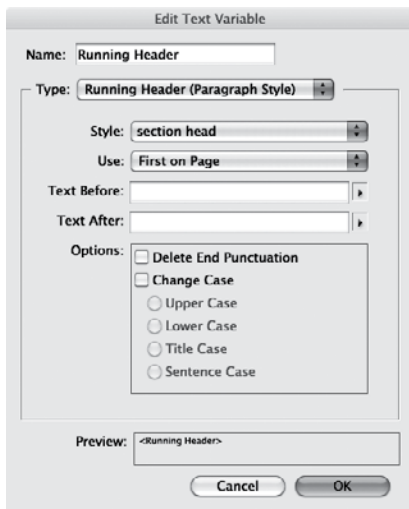 Edit Text Variable
Name: Running Header
Type: Running Header (Paragraph Style)
Style: section head
Use: First on Page
Text Before:
Text After:
Options:
Delete End Punctuation
Change Case
Upper Case
Lower Case
Title Case
Sentence Case
Preview: <Running Header>
Cancel OK